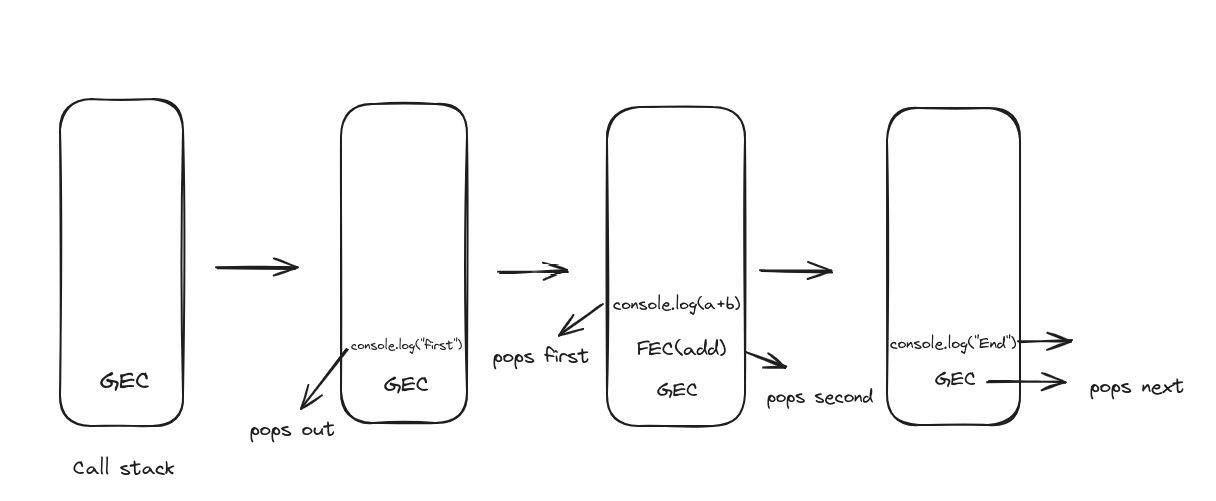 GEC
Call stack
console.log("first")
GEC
pops out
console.log(a+b)
pops first
FEC(add)
GEC
pops second
console.log("End")
GEC
pops next